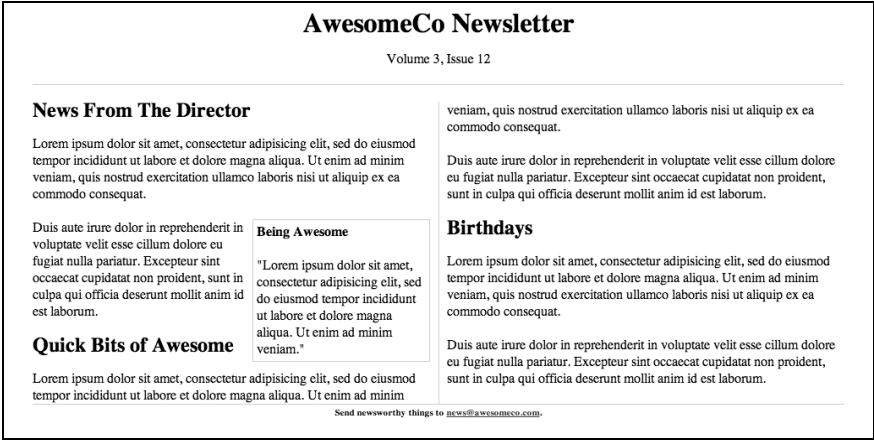 AwesomeCo Newsletter
Volume 3, Issue 12
News From The Director
Lorem ipsum dolor sit amet, consectetur adipisicing elit, sed do eiusmod
tempor incididunt ut labore et dolore magna aliqua. Ut enim ad minim
veniam, quis nostrud exercitation ullamco laboris nisi ut aliquip ex ea
commodo consequat.
Duis aute irure dolor in reprehenderit in
voluptate velit esse cillum dolore eu
fugiat nulla pariatur. Excepteur sint
occaecat cupidatat non proident, sunt in
culpa qui officia deserunt mollit anim id
est laborum.
Being Awesome
"Lorem ipsum dolor sit amet,
consectetur adipisicing elit, sed
do eiusmod tempor incididunt
ut labore et dolore magna
aliqua. Ut enim ad minim
veniam."
Quick Bits of Awesome
Lorem ipsum dolor sit amet, consectetur adipisicing elit, sed do eiusmod
tempor incididunt ut labore et dolore magna aliqua. Ut enim ad minim
veniam, quis nostrud exercitation ullamco laboris nisi ut aliquip ex ea
commodo consequat.
Duis aute irure dolor in reprehenderit in voluptate velit esse cillum dolore
eu fugiat nulla pariatur. Excepteur sint occaecat cupidatat non proident,
sunt in culpa qui officia deserunt mollit anim id est laborum.
Birthdays
Lorem ipsum dolor sit amet, consectetur adipisicing elit, sed do eiusmod
tempor incididunt ut labore et dolore magna aliqua. Ut enim ad minim
veniam, quis nostrud exercitation ullamco laboris nisi ut aliquip ex ea
commodo consequat.
Duis aute irure dolor in reprehenderit in voluptate velit esse cillum dolore
eu fugiat nulla pariatur. Excepteur sint occaecat cupidatat non proident,
sunt in culpa qui officia deserunt mollit anim id est laborum.
Send newsworthy things to news@awesomeco.com.